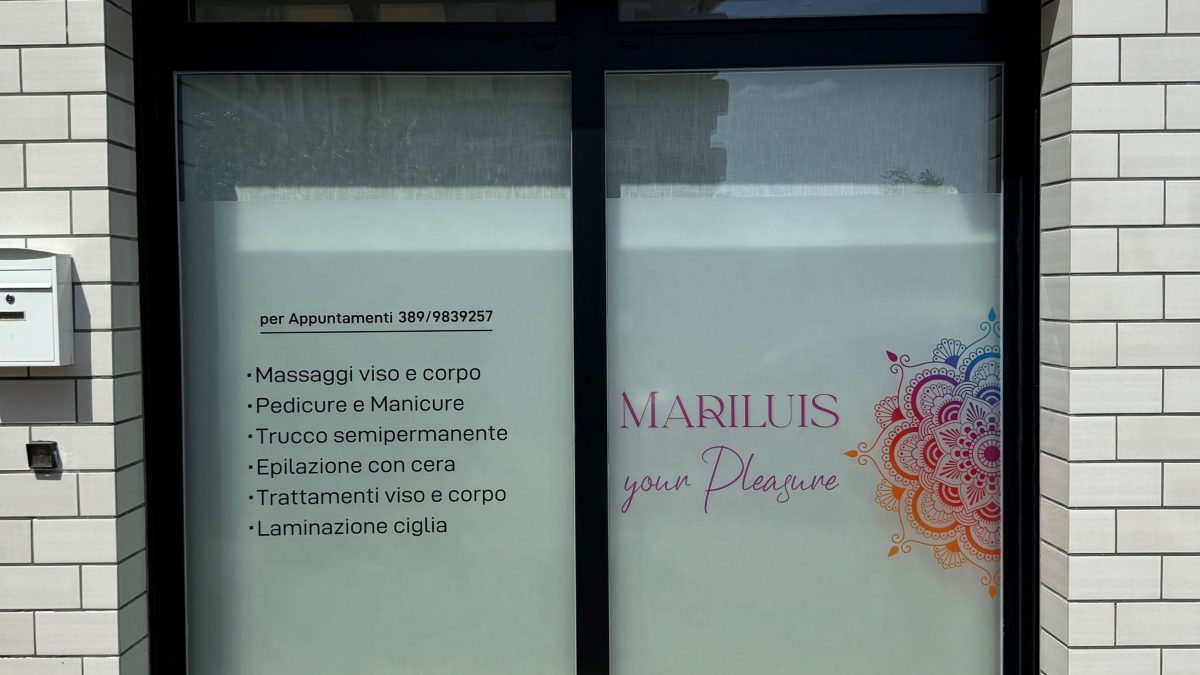 per Appuntamenti 389/9839257
·Massaggi viso e corpo
·Pedicure e Manicure
·Trucco semipermanente
·Epilazione con cera
·Trattamenti viso e corpo
·Laminazione ciglia
MARILUIS
your Pleasure